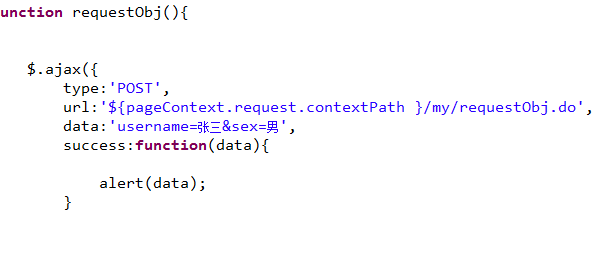 unction requestObj(){
$.ajax({
type:'POST',
url:'${pageContext.request.contextPath }/my/requestObj.do',
data:'username=张三&sex=男',
success:function(data){
alert(data);
}